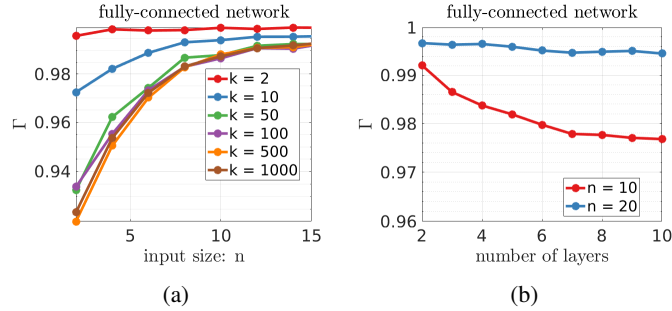 fully-connected network
0.98
0.96
0.94
Γ
k = 2
k = 10
k = 50
k = 100
k = 500
k = 1000
5
10
15
input size: n
(a)
fully-connected network
1
0.99
0.98
0.97
0.96
Γ
n = 10
n = 20
2
4
6
8
10
number of layers
(b)